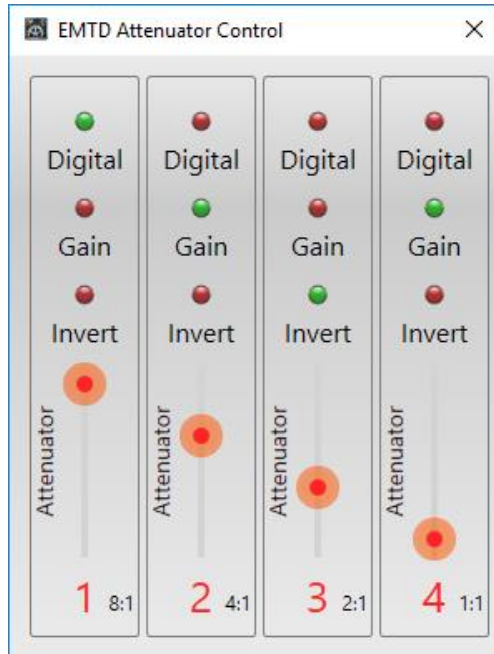 EMTD Attenuator Control
Digital Digital Digital Digital
Gain Gain Gain Gain
Invert Invert Invert Invert
Attenuator Attenuator Attenuator Attenuator
1 8:1 2 4:1 3 2:1 4 1:1